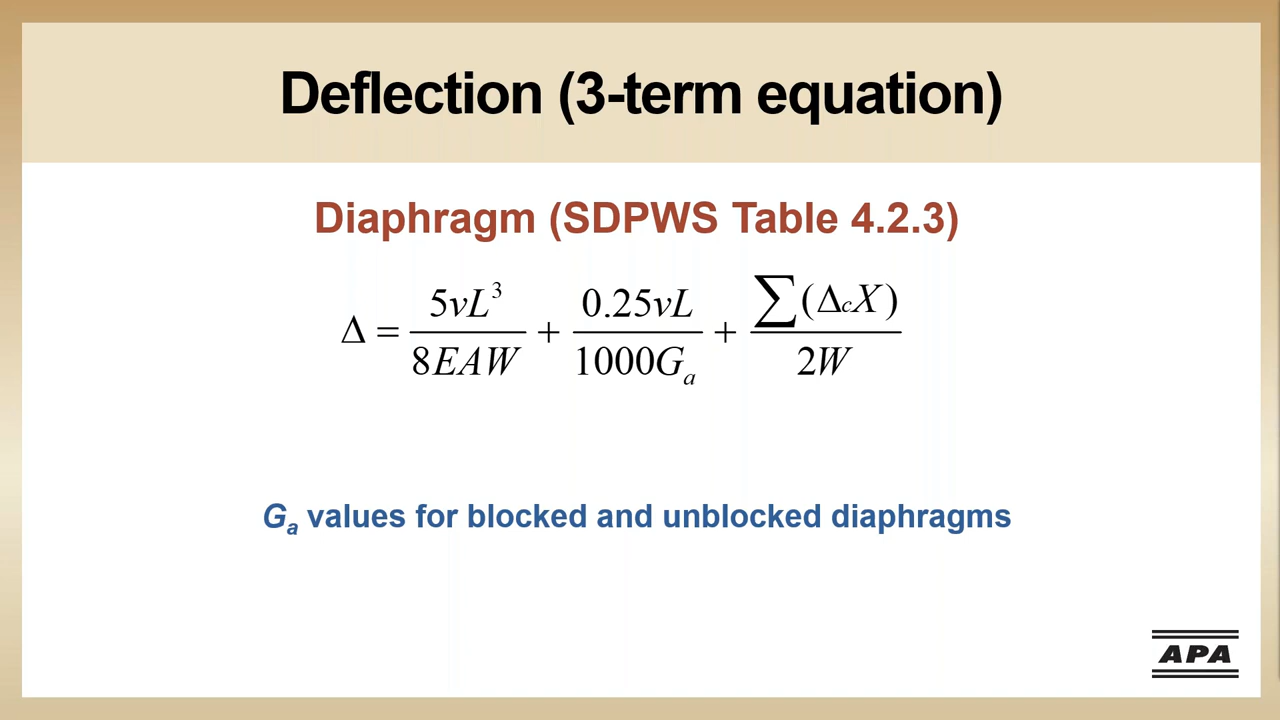 Deflection (3-term equation)
Diaphragm (SDPWS Table 4.2.3)
Δ = 5vL³/8EAW + 0.25vL/1000Gₐ + ∑(ΔcX)/2W
Gₐ values for blocked and unblocked diaphragms
APA